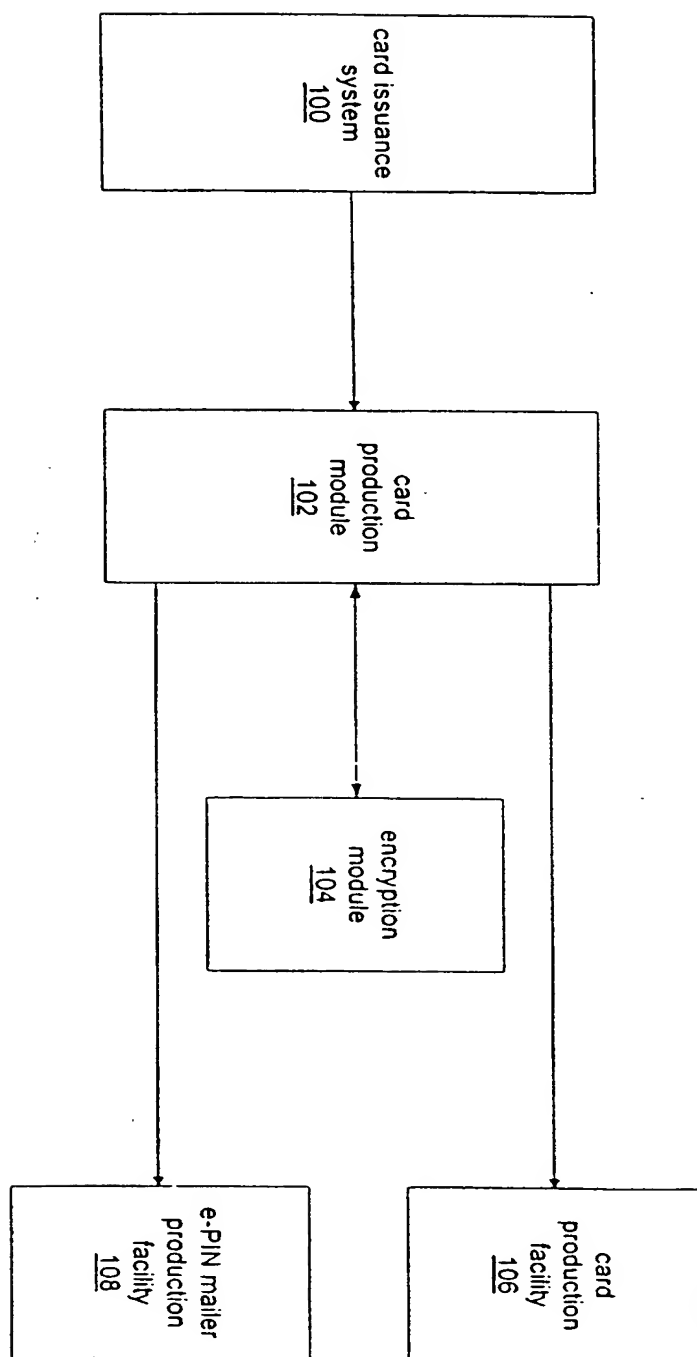 card issuance
system
100
card
production
module
102
encryption
module
104
card
production
facility
106
e-PIN mailer
production
facility
108